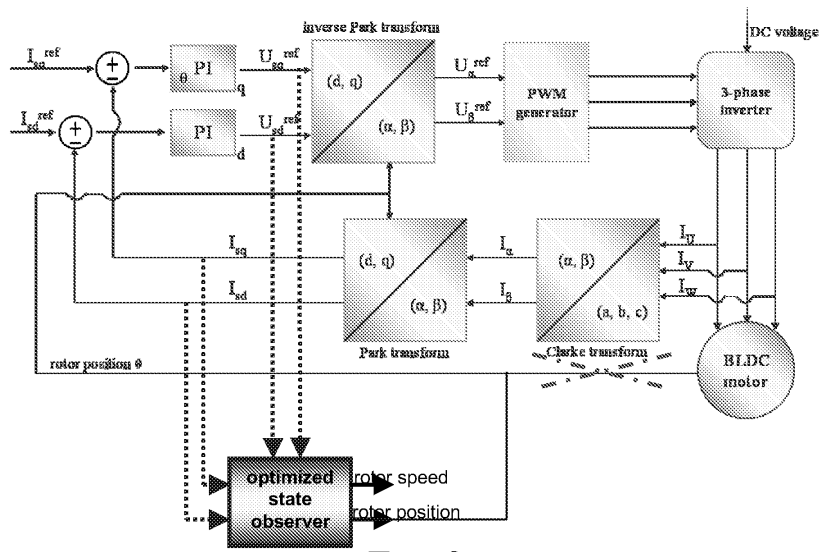 inverse Park transform
DC voltage
I_sq^ref
PI
θ
q
U_sq^ref
(d, q)
(α, β)
U_α^ref
PWM
generator
3-phase
inverter
I_sd^ref
PI
d
U_sd^ref
U_β^ref
I_sq
(d, q)
(α, β)
I_α
(α, β)
(a, b, c)
I_U
I_V
I_W
I_sd
I_β
Park transform
Clarke transform
BLDC
motor
rotor position θ
optimized
state
observer
rotor speed
rotor position